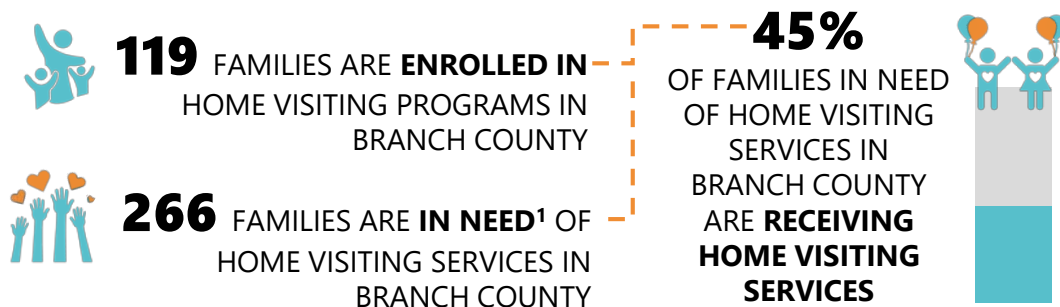 119 FAMILIES ARE ENROLLED IN
HOME VISITING PROGRAMS IN
BRANCH COUNTY
266 FAMILIES ARE IN NEED¹ OF
HOME VISITING SERVICES IN
BRANCH COUNTY
45%
OF FAMILIES IN NEED
OF HOME VISITING
SERVICES IN
BRANCH COUNTY
ARE RECEIVING
HOME VISITING
SERVICES